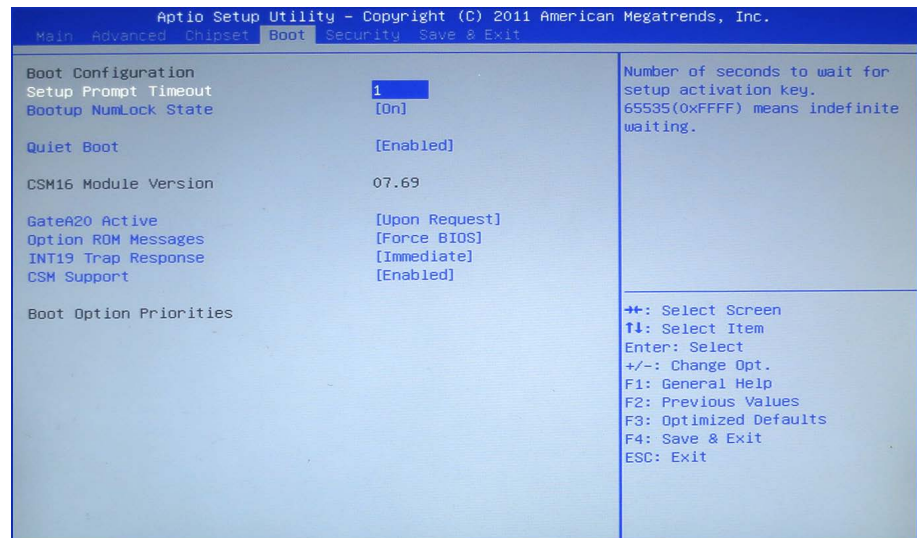 Aptio Setup Utility – Copyright (C) 2011 American Megatrends, Inc.
Main Advanced Chipset Boot Security Save & Exit
Boot Configuration
Setup Prompt Timeout 1
Bootup NumLock State [On]
Quiet Boot [Enabled]
CSM16 Module Version 07.69
GateA20 Active [Upon Request]
Option ROM Messages [Force BIOS]
INT19 Trap Response [Immediate]
CSM Support [Enabled]
Boot Option Priorities
Number of seconds to wait for
setup activation key.
65535(0xFFFF) means indefinite
waiting.
→←: Select Screen
↑↓: Select Item
Enter: Select
+/-: Change Opt.
F1: General Help
F2: Previous Values
F3: Optimized Defaults
F4: Save & Exit
ESC: Exit